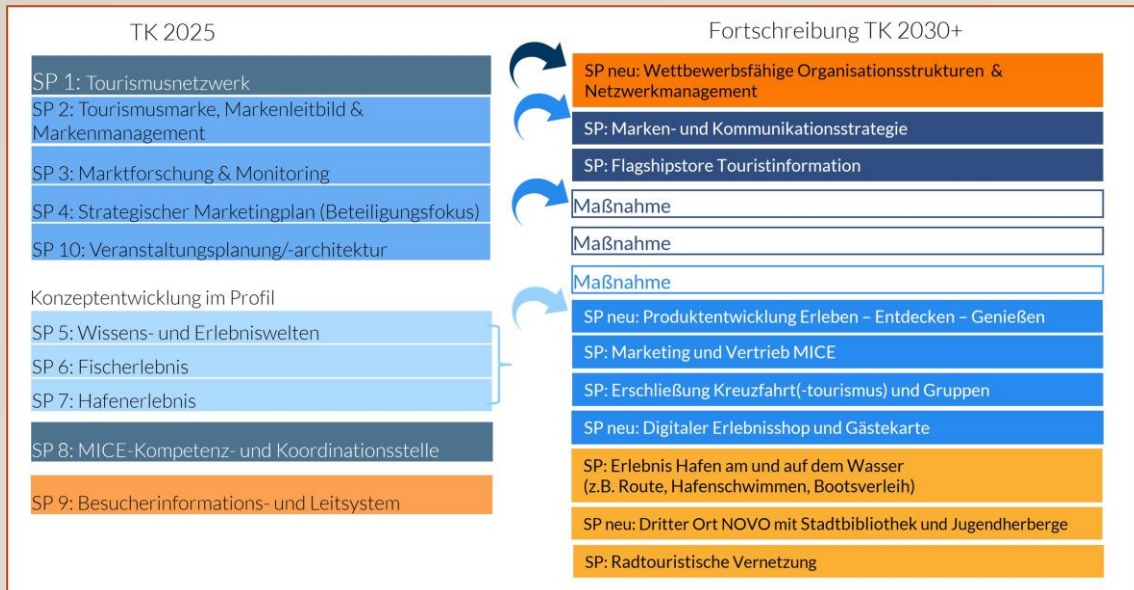 TK 2025
SP 1: Tourismusnetzwerk
SP 2: Tourismusmarke, Markenleitbild &
Markenmanagement
SP 3: Marktforschung & Monitoring
SP 4: Strategischer Marketingplan (Beteiligungsfokus)
SP 10: Veranstaltungsplanung/-architektur
Konzeptentwicklung im Profil
SP 5: Wissens- und Erlebniswelten
SP 6: Fischerlebnis
SP 7: Hafenerlebnis
SP 8: MICE-Kompetenz- und Koordinationsstelle
SP 9: Besucherinformations- und Leitsystem
Fortschreibung TK 2030+
SP neu: Wettbewerbsfähige Organisationsstrukturen &
Netzwerkmanagement
SP: Marken- und Kommunikationsstrategie
SP: Flagshipstore Touristinformation
Maßnahme
Maßnahme
Maßnahme
SP neu: Produktentwicklung Erleben – Entdecken – Genießen
SP: Marketing und Vertrieb MICE
SP: Erschließung Kreuzfahrt(-tourismus) und Gruppen
SP neu: Digitaler Erlebnisshop und Gästekarte
SP: Erlebnis Hafen am und auf dem Wasser
(z.B. Route, Hafenschwimmen, Bootsverleih)
SP neu: Dritter Ort NOVO mit Stadtbibliothek und Jugendherberge
SP: Radtouristische Vernetzung